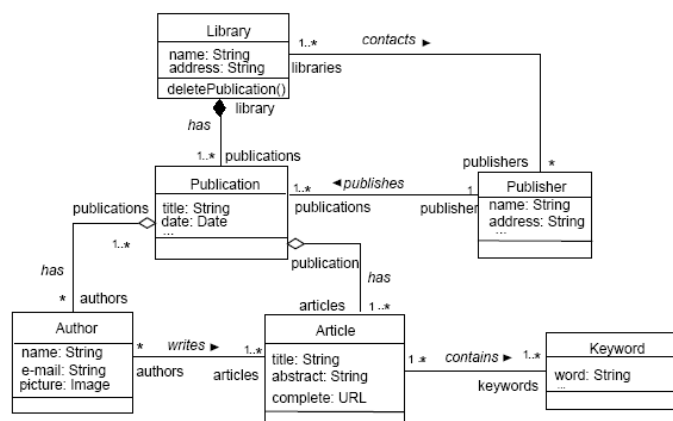 Library
name: String
address: String
deletePublication()
library
1..*
contacts ►
libraries
has
1..* publications
publishers *
Publication
title: String
date: Date
...
publications
1..*
1..*
◄ publishes
publications
1
publisher
Publisher
name: String
address: String
...
publication
has
has
* authors
articles 1..*
Author
name: String
e-mail: String
picture: Image
*
writes ►
1..*
authors
articles
Article
title: String
abstract: String
complete: URL
1..*
contains ►
1..*
keywords
Keyword
word: String
...